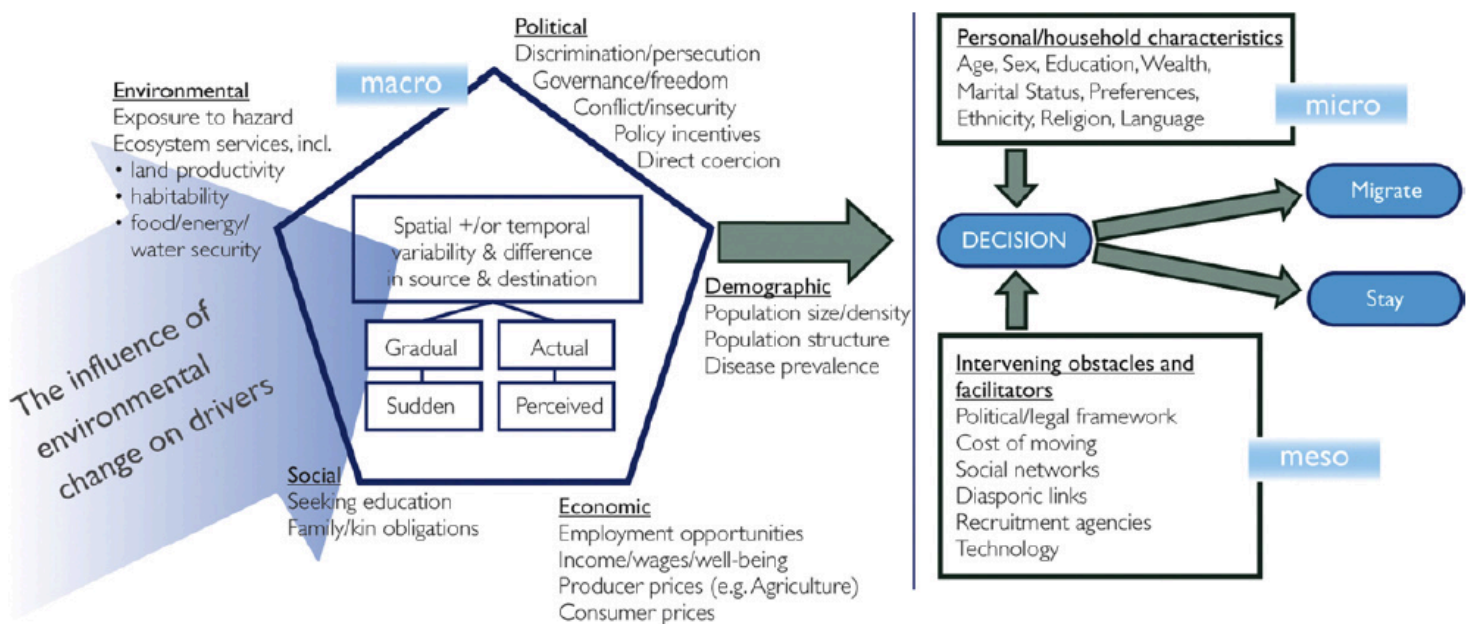 Political
Discrimination/persecution
Governance/freedom
Conflict/insecurity
Policy incentives
Direct coercion
macro
Environmental
Exposure to hazard
Ecosystem services, incl.
• land productivity
• habitability
• food/energy/
water security
Spatial +/or temporal
variability & difference
in source & destination
Gradual
Actual
Sudden
Perceived
The influence of
environmental
change on drivers
Demographic
Population size/density
Population structure
Disease prevalence
Social
Seeking education
Family/kin obligations
Economic
Employment opportunities
Income/wages/well-being
Producer prices (e.g. Agriculture)
Consumer prices
Personal/household characteristics
Age, Sex, Education, Wealth,
Marital Status, Preferences,
Ethnicity, Religion, Language
micro
DECISION
Migrate
Stay
Intervening obstacles and
facilitators
Political/legal framework
Cost of moving
Social networks
Diasporic links
Recruitment agencies
Technology
meso